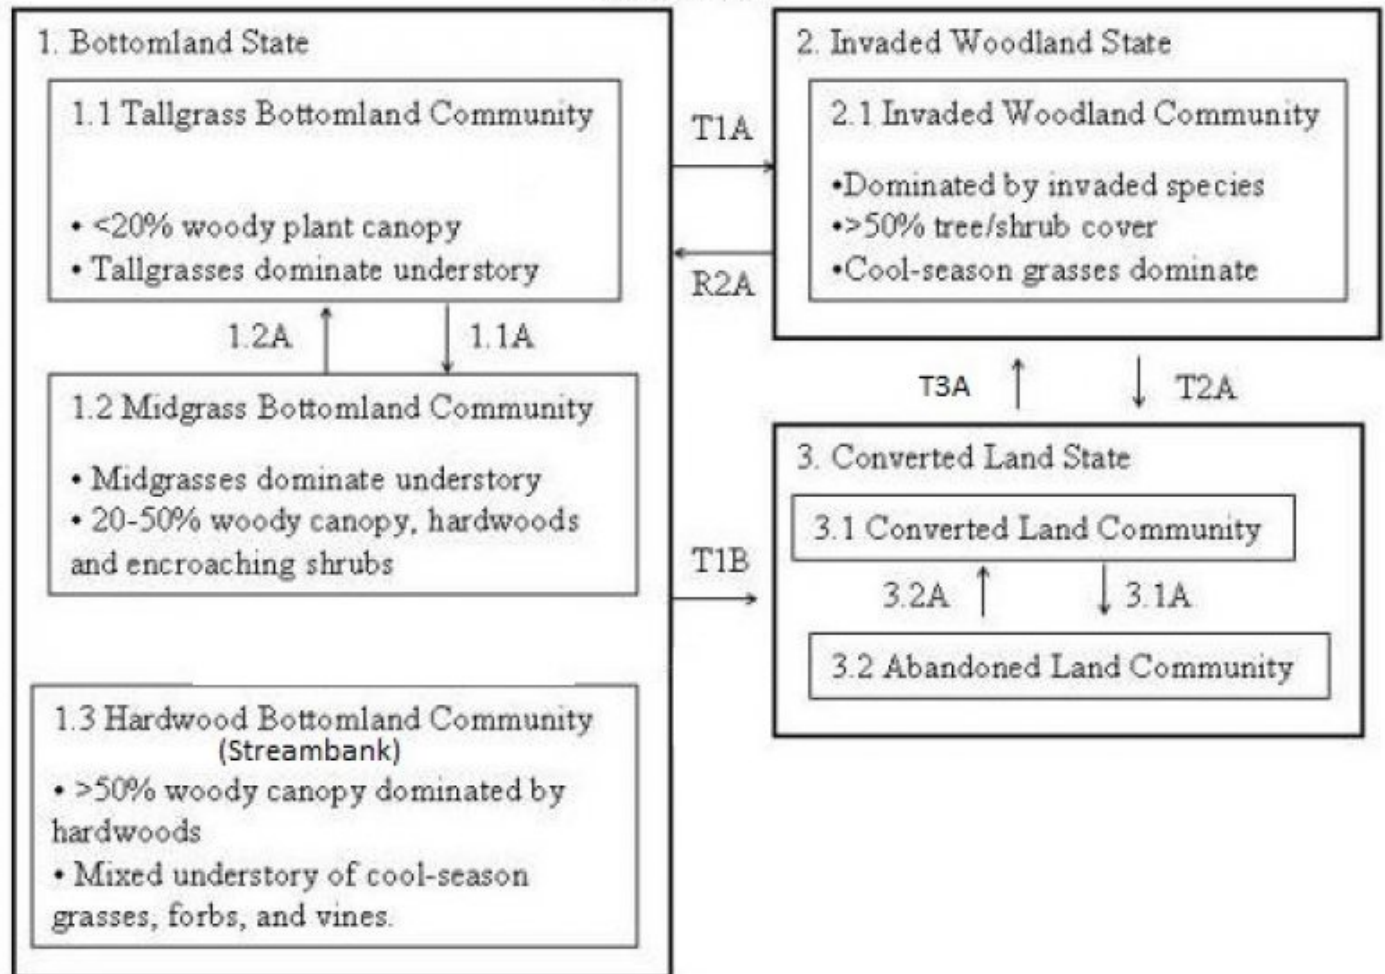 1. Bottomland State
1.1 Tallgrass Bottomland Community
• <20% woody plant canopy
• Tallgrasses dominate understory
1.2A
1.1A
1.2 Midgrass Bottomland Community
• Midgrasses dominate understory
• 20-50% woody canopy, hardwoods
and encroaching shrubs
1.3 Hardwood Bottomland Community
(Streambank)
• >50% woody canopy dominated by
hardwoods
• Mixed understory of cool-season
grasses, forbs, and vines.
T1A
R2A
T1B
2. Invaded Woodland State
2.1 Invaded Woodland Community
•Dominated by invaded species
•>50% tree/shrub cover
•Cool-season grasses dominate
T3A
T2A
3. Converted Land State
3.1 Converted Land Community
3.2A
3.1A
3.2 Abandoned Land Community